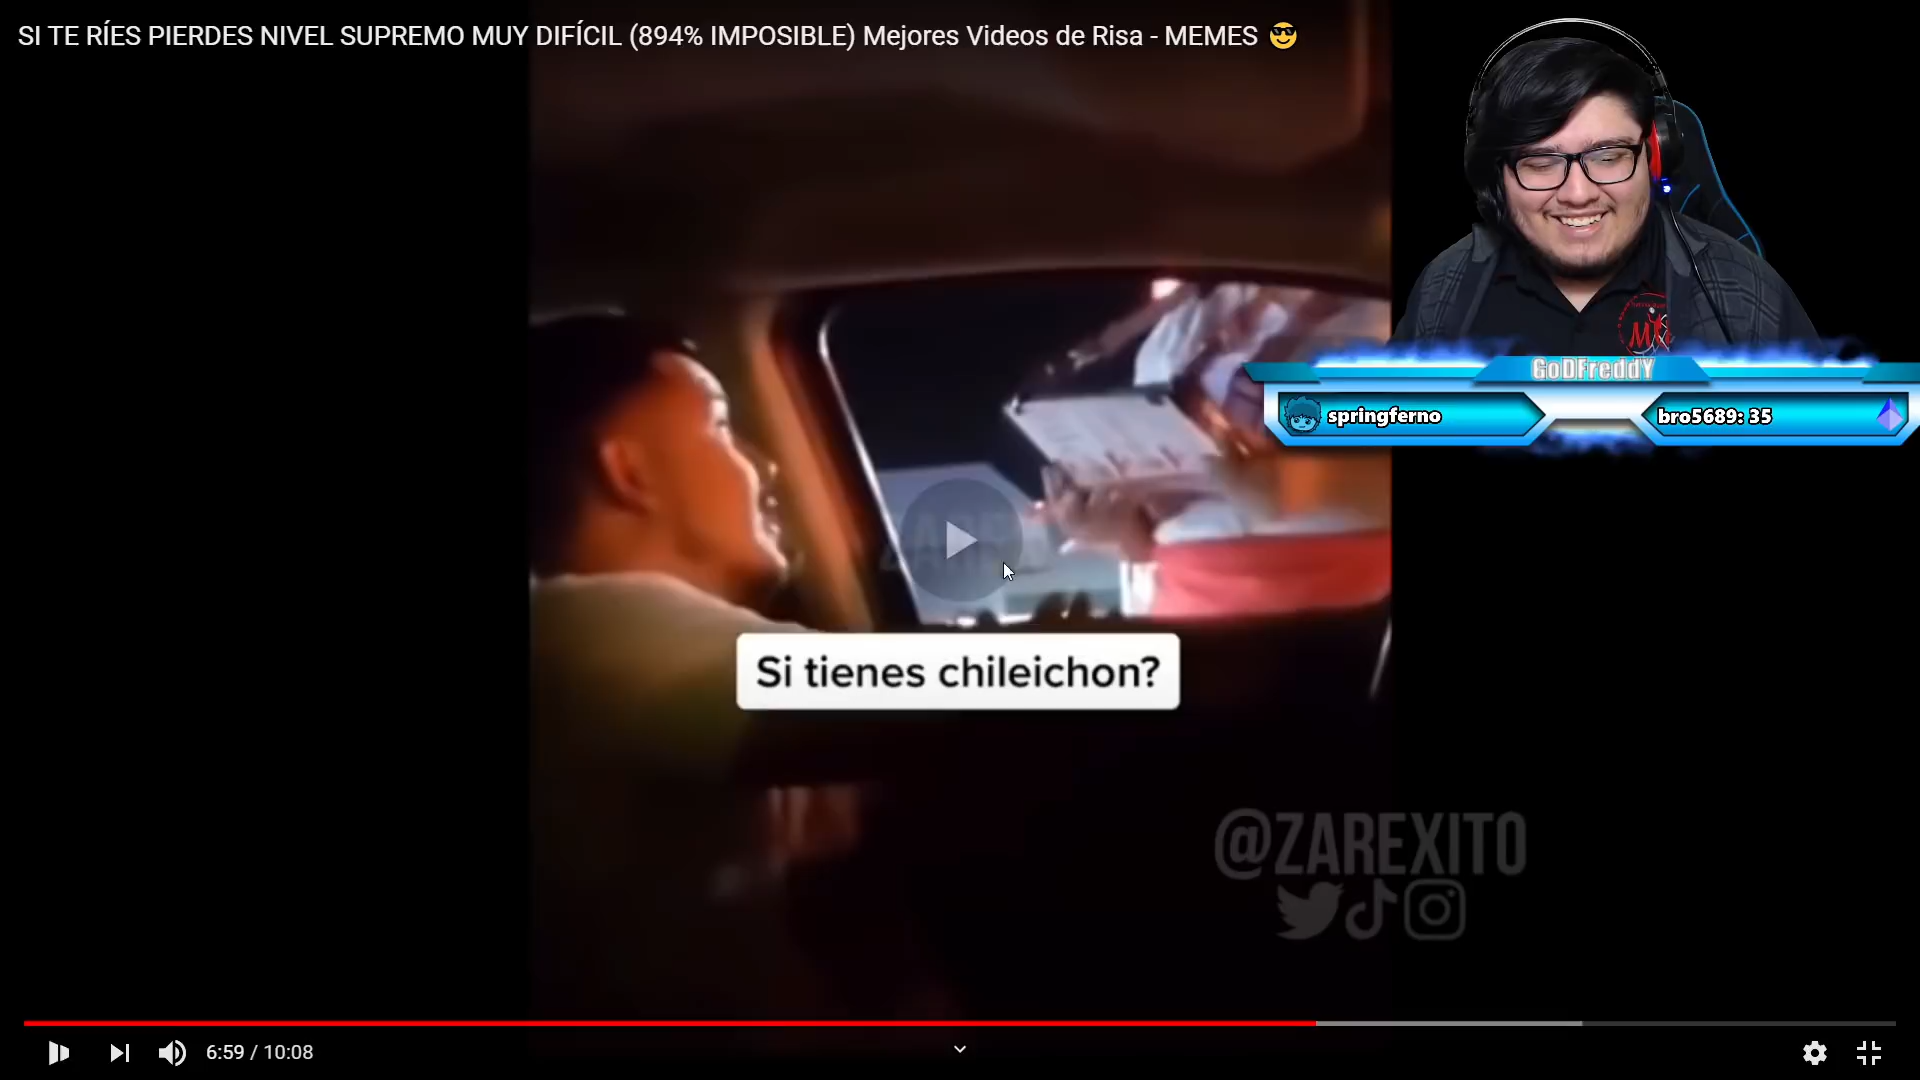 SI TE RÍES PIERDES NIVEL SUPREMO MUY DIFÍCIL (894% IMPOSIBLE) Mejores Videos de Risa - MEMES 😎
GoDFreddY
springferno
bro5689: 35
Si tienes chileichon?
@ZAREXITO
6:59 / 10:08